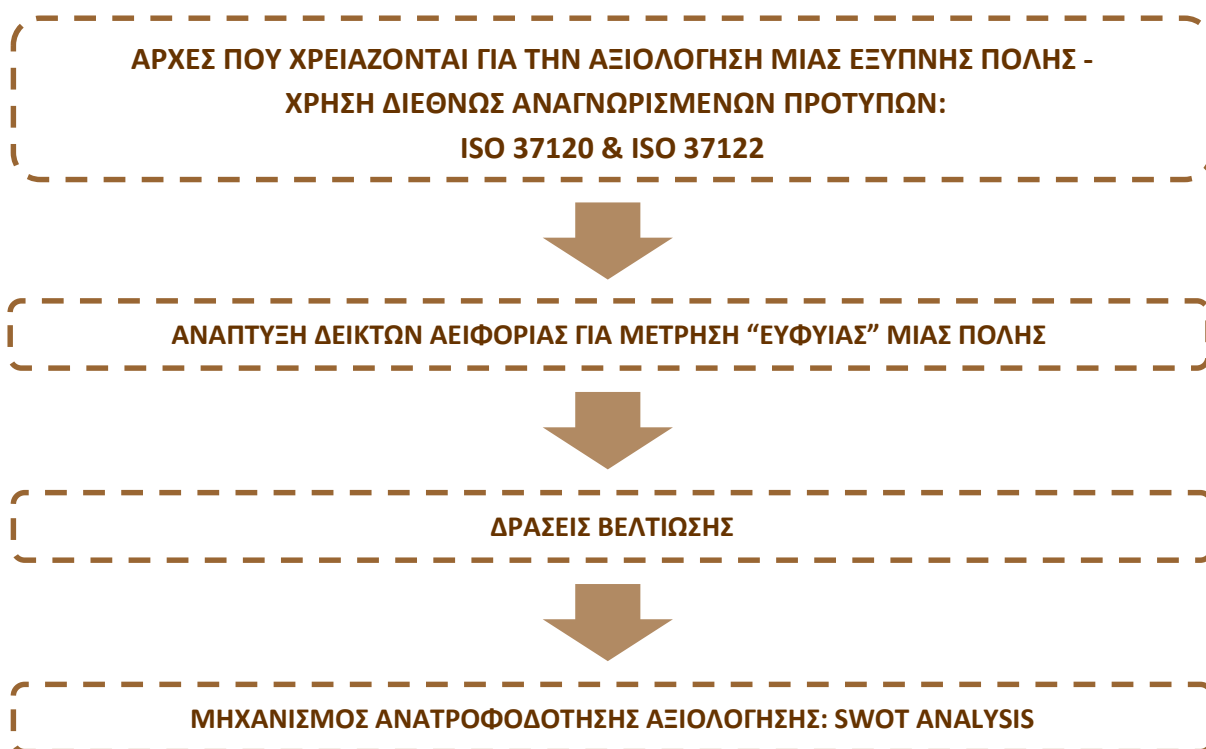 ΑΡΧΕΣ ΠΟΥ ΧΡΕΙΑΖΟΝΤΑΙ ΓΙΑ ΤΗΝ ΑΞΙΟΛΟΓΗΣΗ ΜΙΑΣ ΕΞΥΠΝΗΣ ΠΟΛΗΣ -
ΧΡΗΣΗ ΔΙΕΘΝΩΣ ΑΝΑΓΝΩΡΙΣΜΕΝΩΝ ΠΡΟΤΥΠΩΝ:
ISO 37120 & ISO 37122
ΑΝΑΠΤΥΞΗ ΔΕΙΚΤΩΝ ΑΕΙΦΟΡΙΑΣ ΓΙΑ ΜΕΤΡΗΣΗ “ΕΥΦΥΙΑΣ” ΜΙΑΣ ΠΟΛΗΣ
ΔΡΑΣΕΙΣ ΒΕΛΤΙΩΣΗΣ
ΜΗΧΑΝΙΣΜΟΣ ΑΝΑΤΡΟΦΟΔΟΤΗΣΗΣ ΑΞΙΟΛΟΓΗΣΗΣ: SWOT ANALYSIS